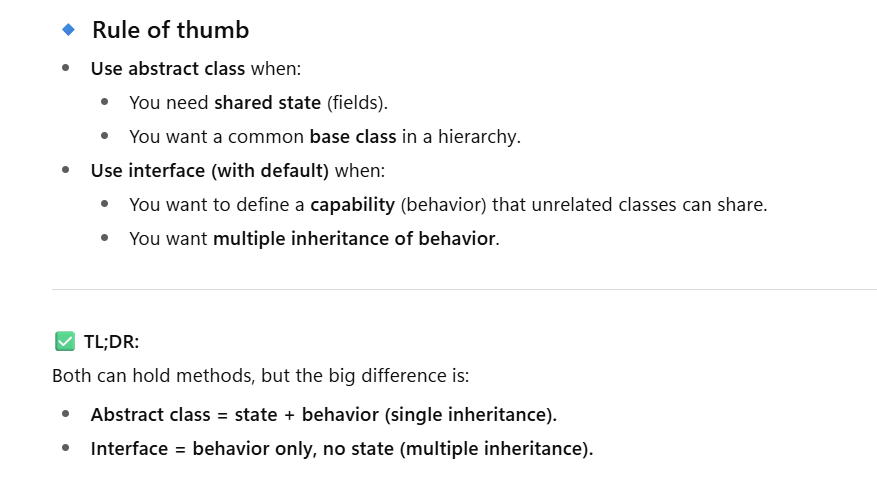 Rule of thumb
Use abstract class when:
You need shared state (fields).
You want a common base class in a hierarchy.
Use interface (with default) when:
You want to define a capability (behavior) that unrelated classes can share.
You want multiple inheritance of behavior.
TL;DR:
Both can hold methods, but the big difference is:
Abstract class = state + behavior (single inheritance).
Interface = behavior only, no state (multiple inheritance).